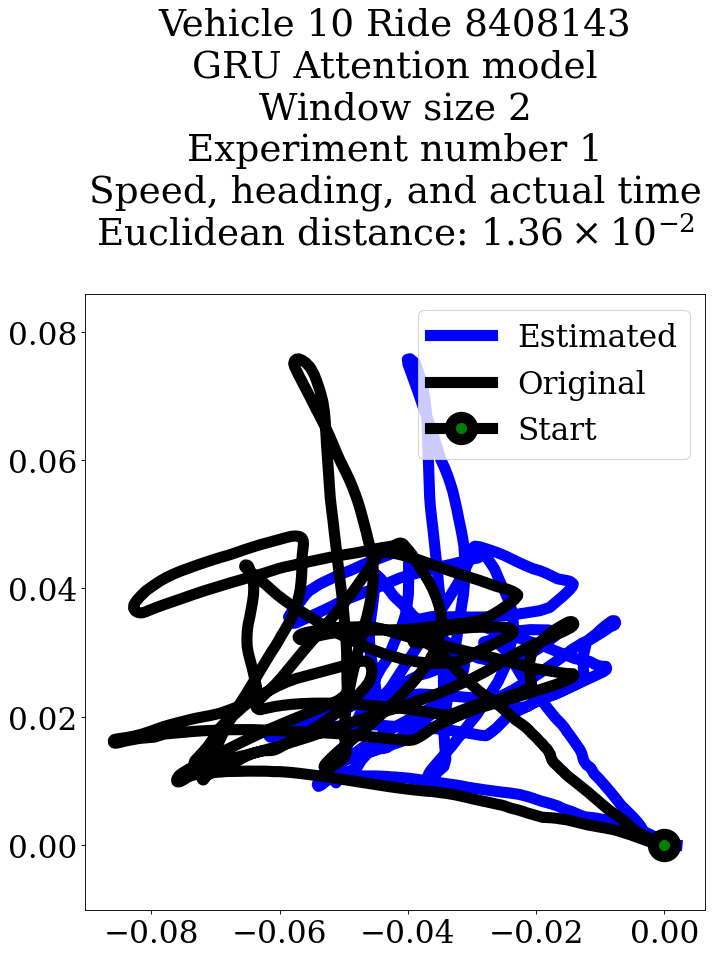 Vehicle 10 Ride 8408143
GRU Attention model
Window size 2
Experiment number 1
Speed, heading, and actual time
Euclidean distance: 1.36 × 10⁻²
Estimated
Original
Start
0.08
0.06
0.04
0.02
0.00
−0.08
−0.06
−0.04
−0.02
0.00